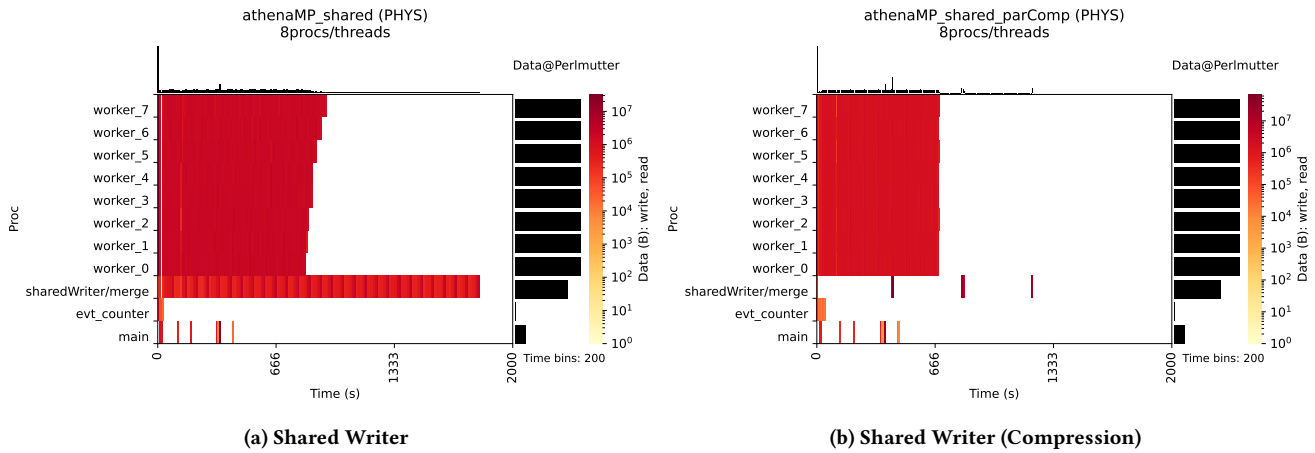 athenaMP_shared (PHYS)
8procs/threads
Data@Perlmutter
worker_7
worker_6
worker_5
worker_4
worker_3
worker_2
worker_1
worker_0
sharedWriter/merge
evt_counter
main
Proc
0
663
1333
2000
Time (s)
Time bins: 200
10^7
10^6
10^5
10^4
10^3
10^2
10^1
10^0
Data (B): write, read
(a) Shared Writer
athenaMP_shared_parComp (PHYS)
8procs/threads
Data@Perlmutter
worker_7
worker_6
worker_5
worker_4
worker_3
worker_2
worker_1
worker_0
sharedWriter/merge
evt_counter
main
Proc
0
660
1333
2000
Time (s)
Time bins: 200
10^7
10^6
10^5
10^4
10^3
10^2
10^1
10^0
Data (B): write, read
(b) Shared Writer (Compression)